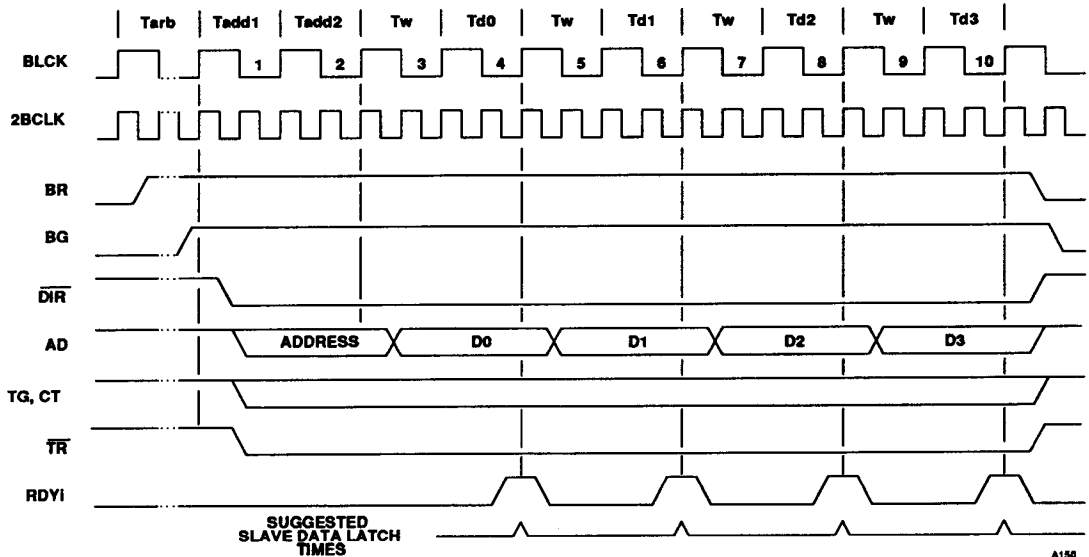 Tarb Tadd1 Tadd2 Tw Td0 Tw Td1 Tw Td2 Tw Td3
BLCK 1 2 3 4 5 6 7 8 9 10
2BCLK
BR
BG
DIR
AD ADDRESS D0 D1 D2 D3
TG, CT
TR
RDYi
SUGGESTED
SLAVE DATA LATCH
TIMES
A150